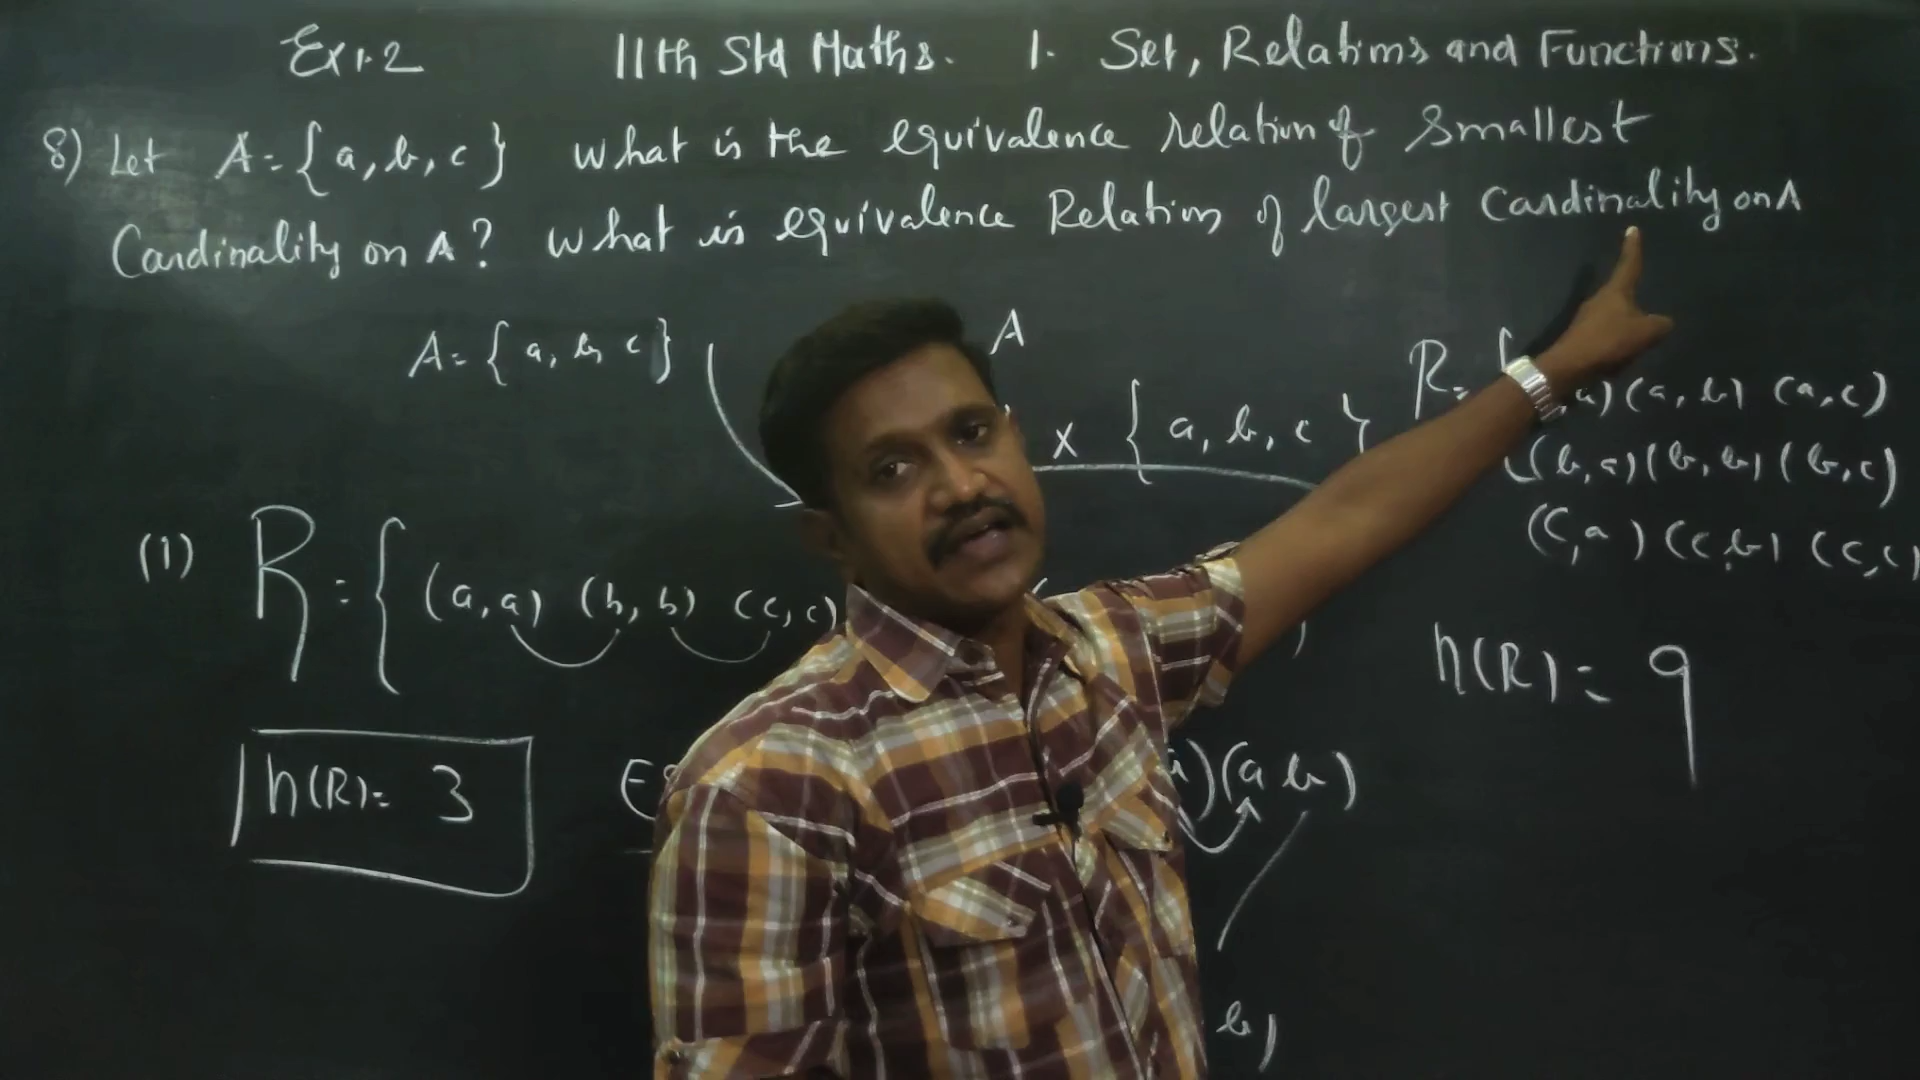 Ex 1.2 11th Std Maths. 1. Set, Relations and Functions.
8) Let A = {a, b, c} what is the equivalence relation of smallest
Cardinality on A? what is equivalence Relation of largest Cardinality on A
A = {a, b, c}
A
x {a, b, c}
R = {
a) (a, b) (a, c)
(b, a) (b, b) (b, c)
(c, a) (c, b) (c, c)
(1) R = { (a, a) (b, b) (c, c)
n(R) = 9
n(R) = 3
) (a b)
b)